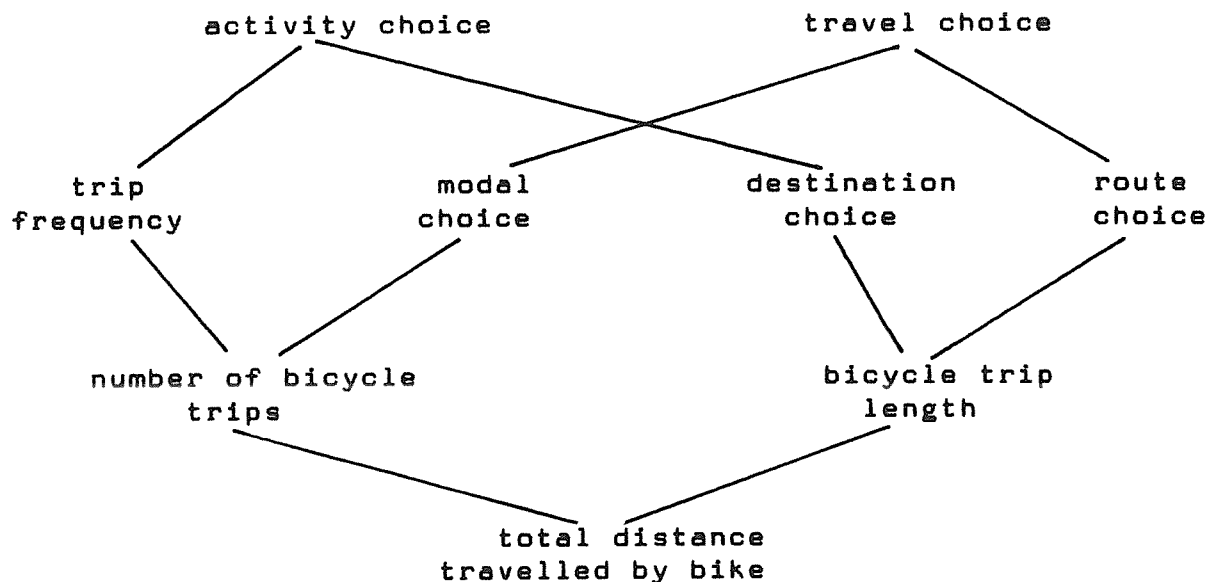 activity choice
travel choice
trip
frequency
modal
choice
destination
choice
route
choice
number of bicycle
trips
bicycle trip
length
total distance
travelled by bike